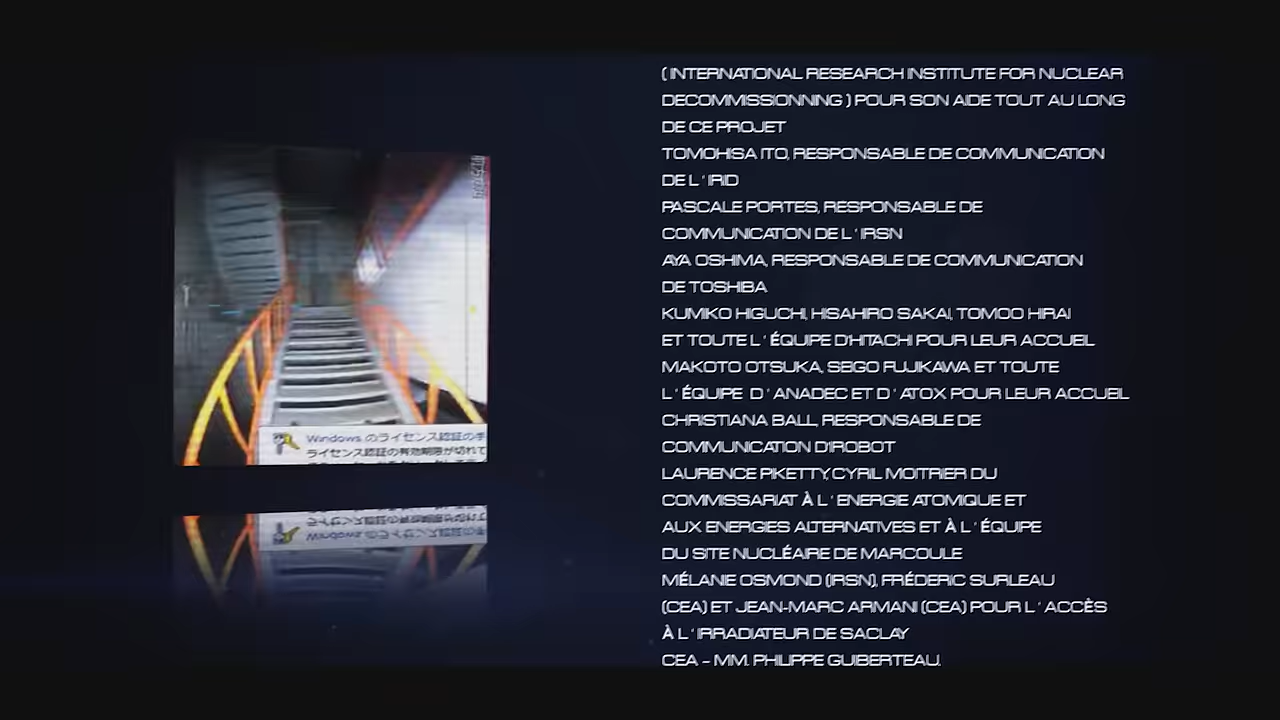 ( INTERNATIONAL RESEARCH INSTITUTE FOR NUCLEAR
DECOMMISSIONNING ) POUR SON AIDE TOUT AU LONG
DE CE PROJET
TOMOHISA ITO, RESPONSABLE DE COMMUNICATION
DE L ' IRID
PASCALE PORTES, RESPONSABLE DE
COMMUNICATION DE L ' IRSN
AYA OSHIMA, RESPONSABLE DE COMMUNICATION
DE TOSHIBA
KUMIKO HIGUCHI, HISAHIRO SAKAI, TOMOO HIRAI
ET TOUTE L ' ÉQUIPE D'HITACHI POUR LEUR ACCUEIL
MAKOTO OTSUKA, SEIGO FUJIKAWA ET TOUTE
L ' ÉQUIPE D ' ANADEC ET D ' ATOX POUR LEUR ACCUEIL
CHRISTIANA BALL, RESPONSABLE DE
COMMUNICATION D'IROBOT
LAURENCE PIKETTY, CYRIL MOITRIER DU
COMMISSARIAT À L ' ENERGIE ATOMIQUE ET
AUX ENERGIES ALTERNATIVES ET À L ' ÉQUIPE
DU SITE NUCLÉAIRE DE MARCOULE
MÉLANIE OSMOND (IRSN), FRÉDERIC SURLEAU
(CEA) ET JEAN-MARC ARMANI (CEA) POUR L ' ACCÈS
À L ' IRRADIATEUR DE SACLAY
CEA - MM. PHILIPPE GUIBERTEAU,
Windows のライセンス認証の手
ライセンス認証の有効期限が切れて